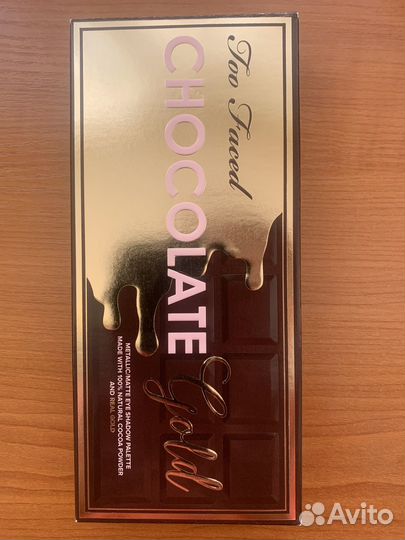 Too Faced
CHOCOLATE
Gold
METALLIC/MATTE EYE SHADOW PALETTE
MADE WITH 100% NATURAL COCOA POWDER
AND REAL GOLD
Avito